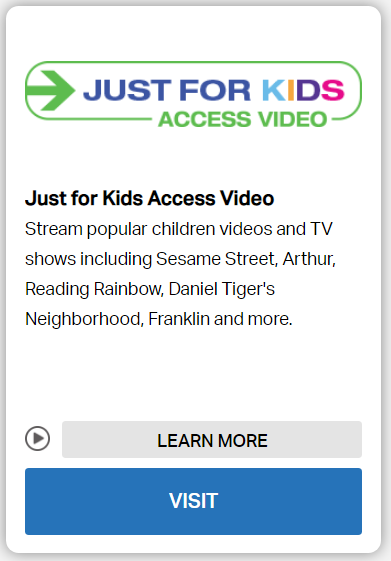 JUST FOR KIDS
ACCESS VIDEO
Just for Kids Access Video
Stream popular children videos and TV
shows including Sesame Street, Arthur,
Reading Rainbow, Daniel Tiger's
Neighborhood, Franklin and more.
LEARN MORE
VISIT